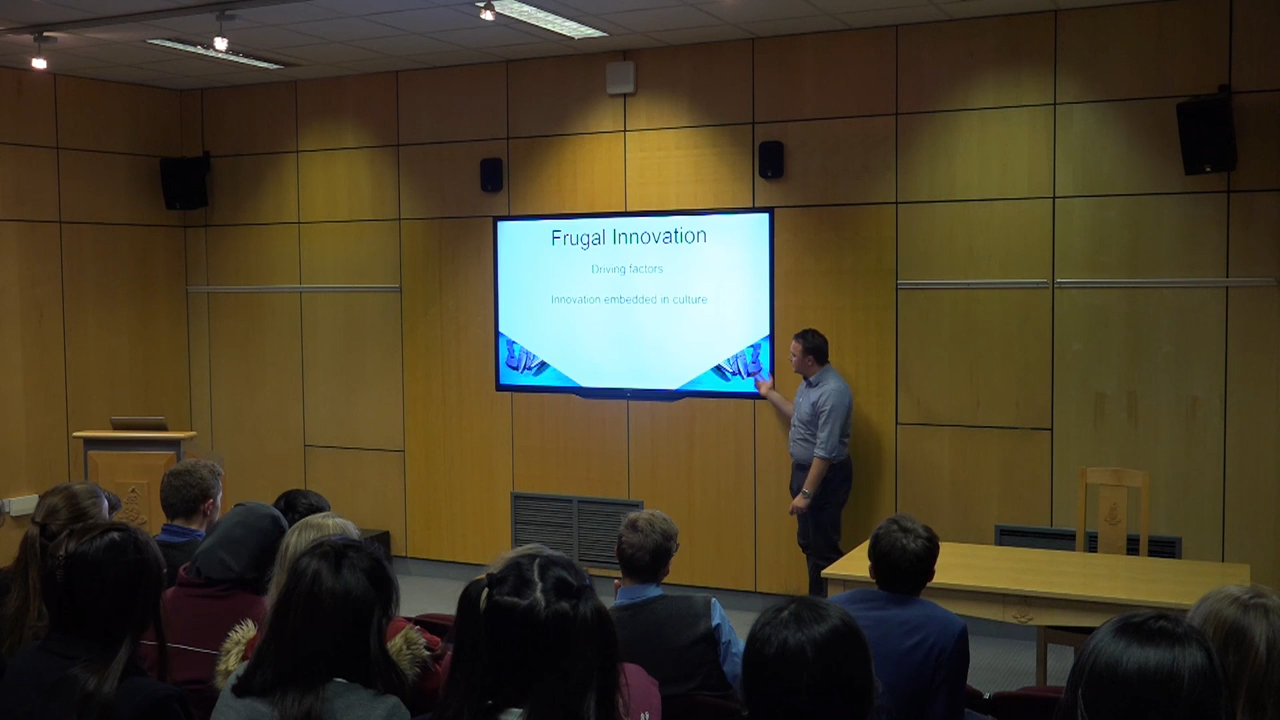 Frugal Innovation
Driving factors
Innovation embedded in culture